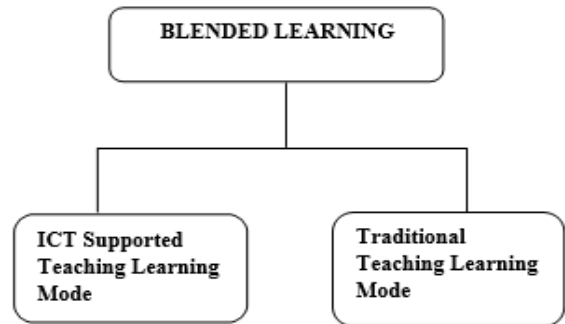 BLENDED LEARNING
ICT Supported
Teaching Learning
Mode
Traditional
Teaching Learning
Mode